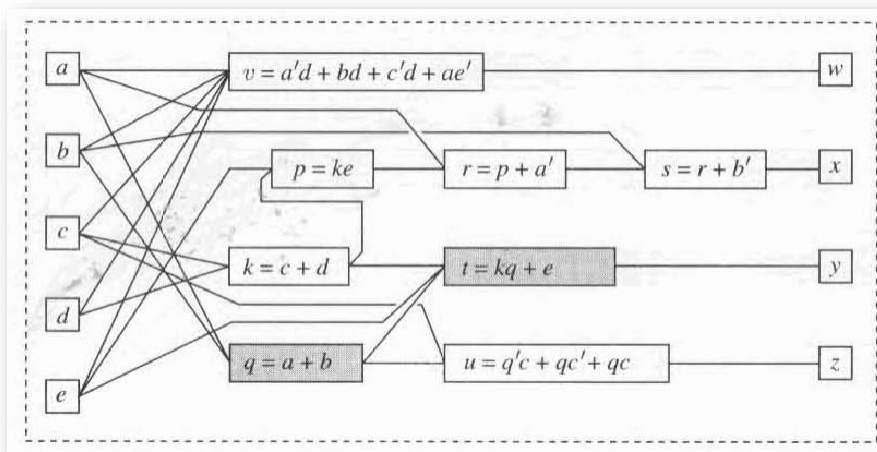 a
v = a′d + bd + c′d + ae′
w
b
p = ke
r = p + a′
s = r + b′
x
c
k = c + d
t = kq + e
y
d
q = a + b
u = q′c + qc′ + qc
z
e